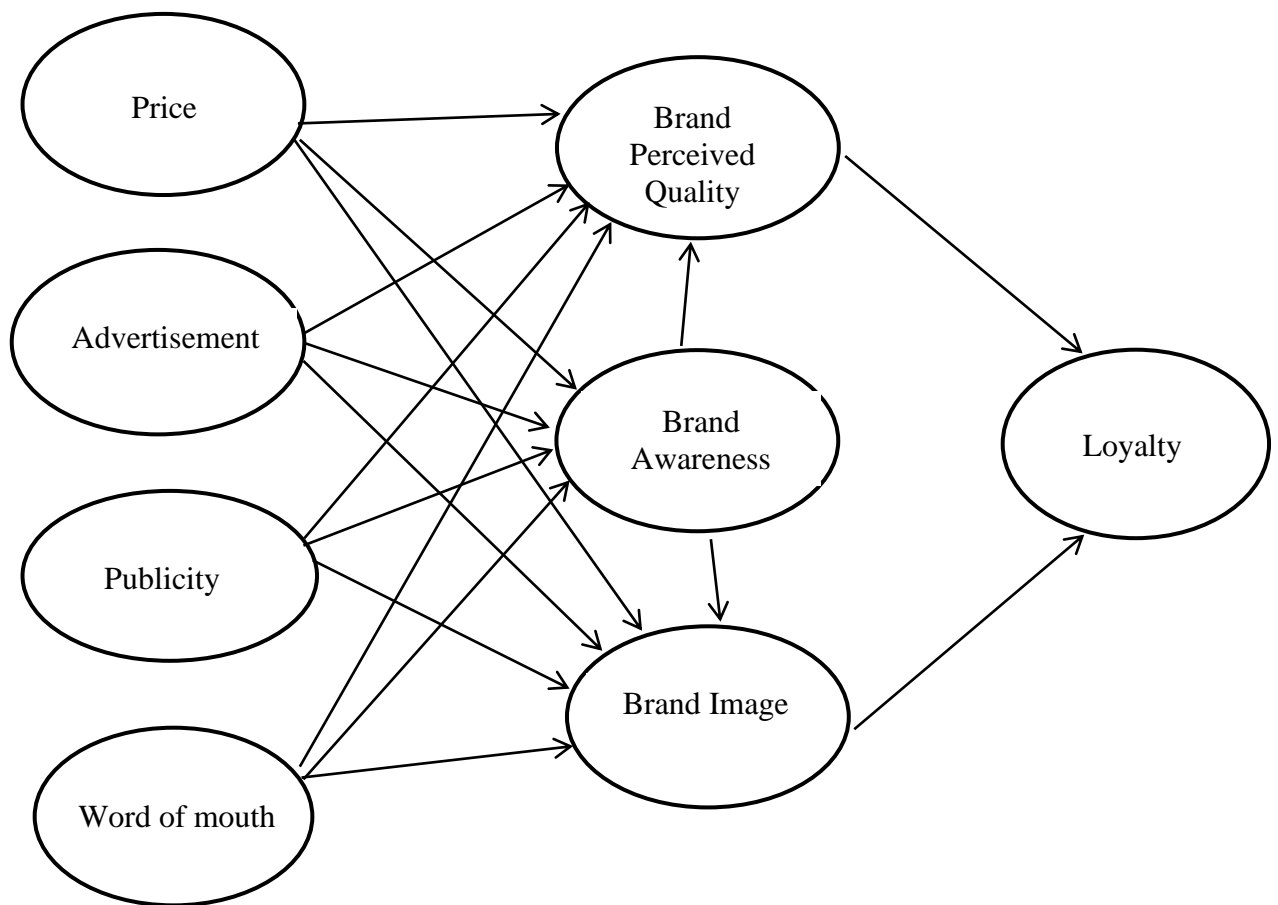 Price
Advertisement
Publicity
Word of mouth
Brand
Perceived
Quality
Brand
Awareness
Brand Image
Loyalty